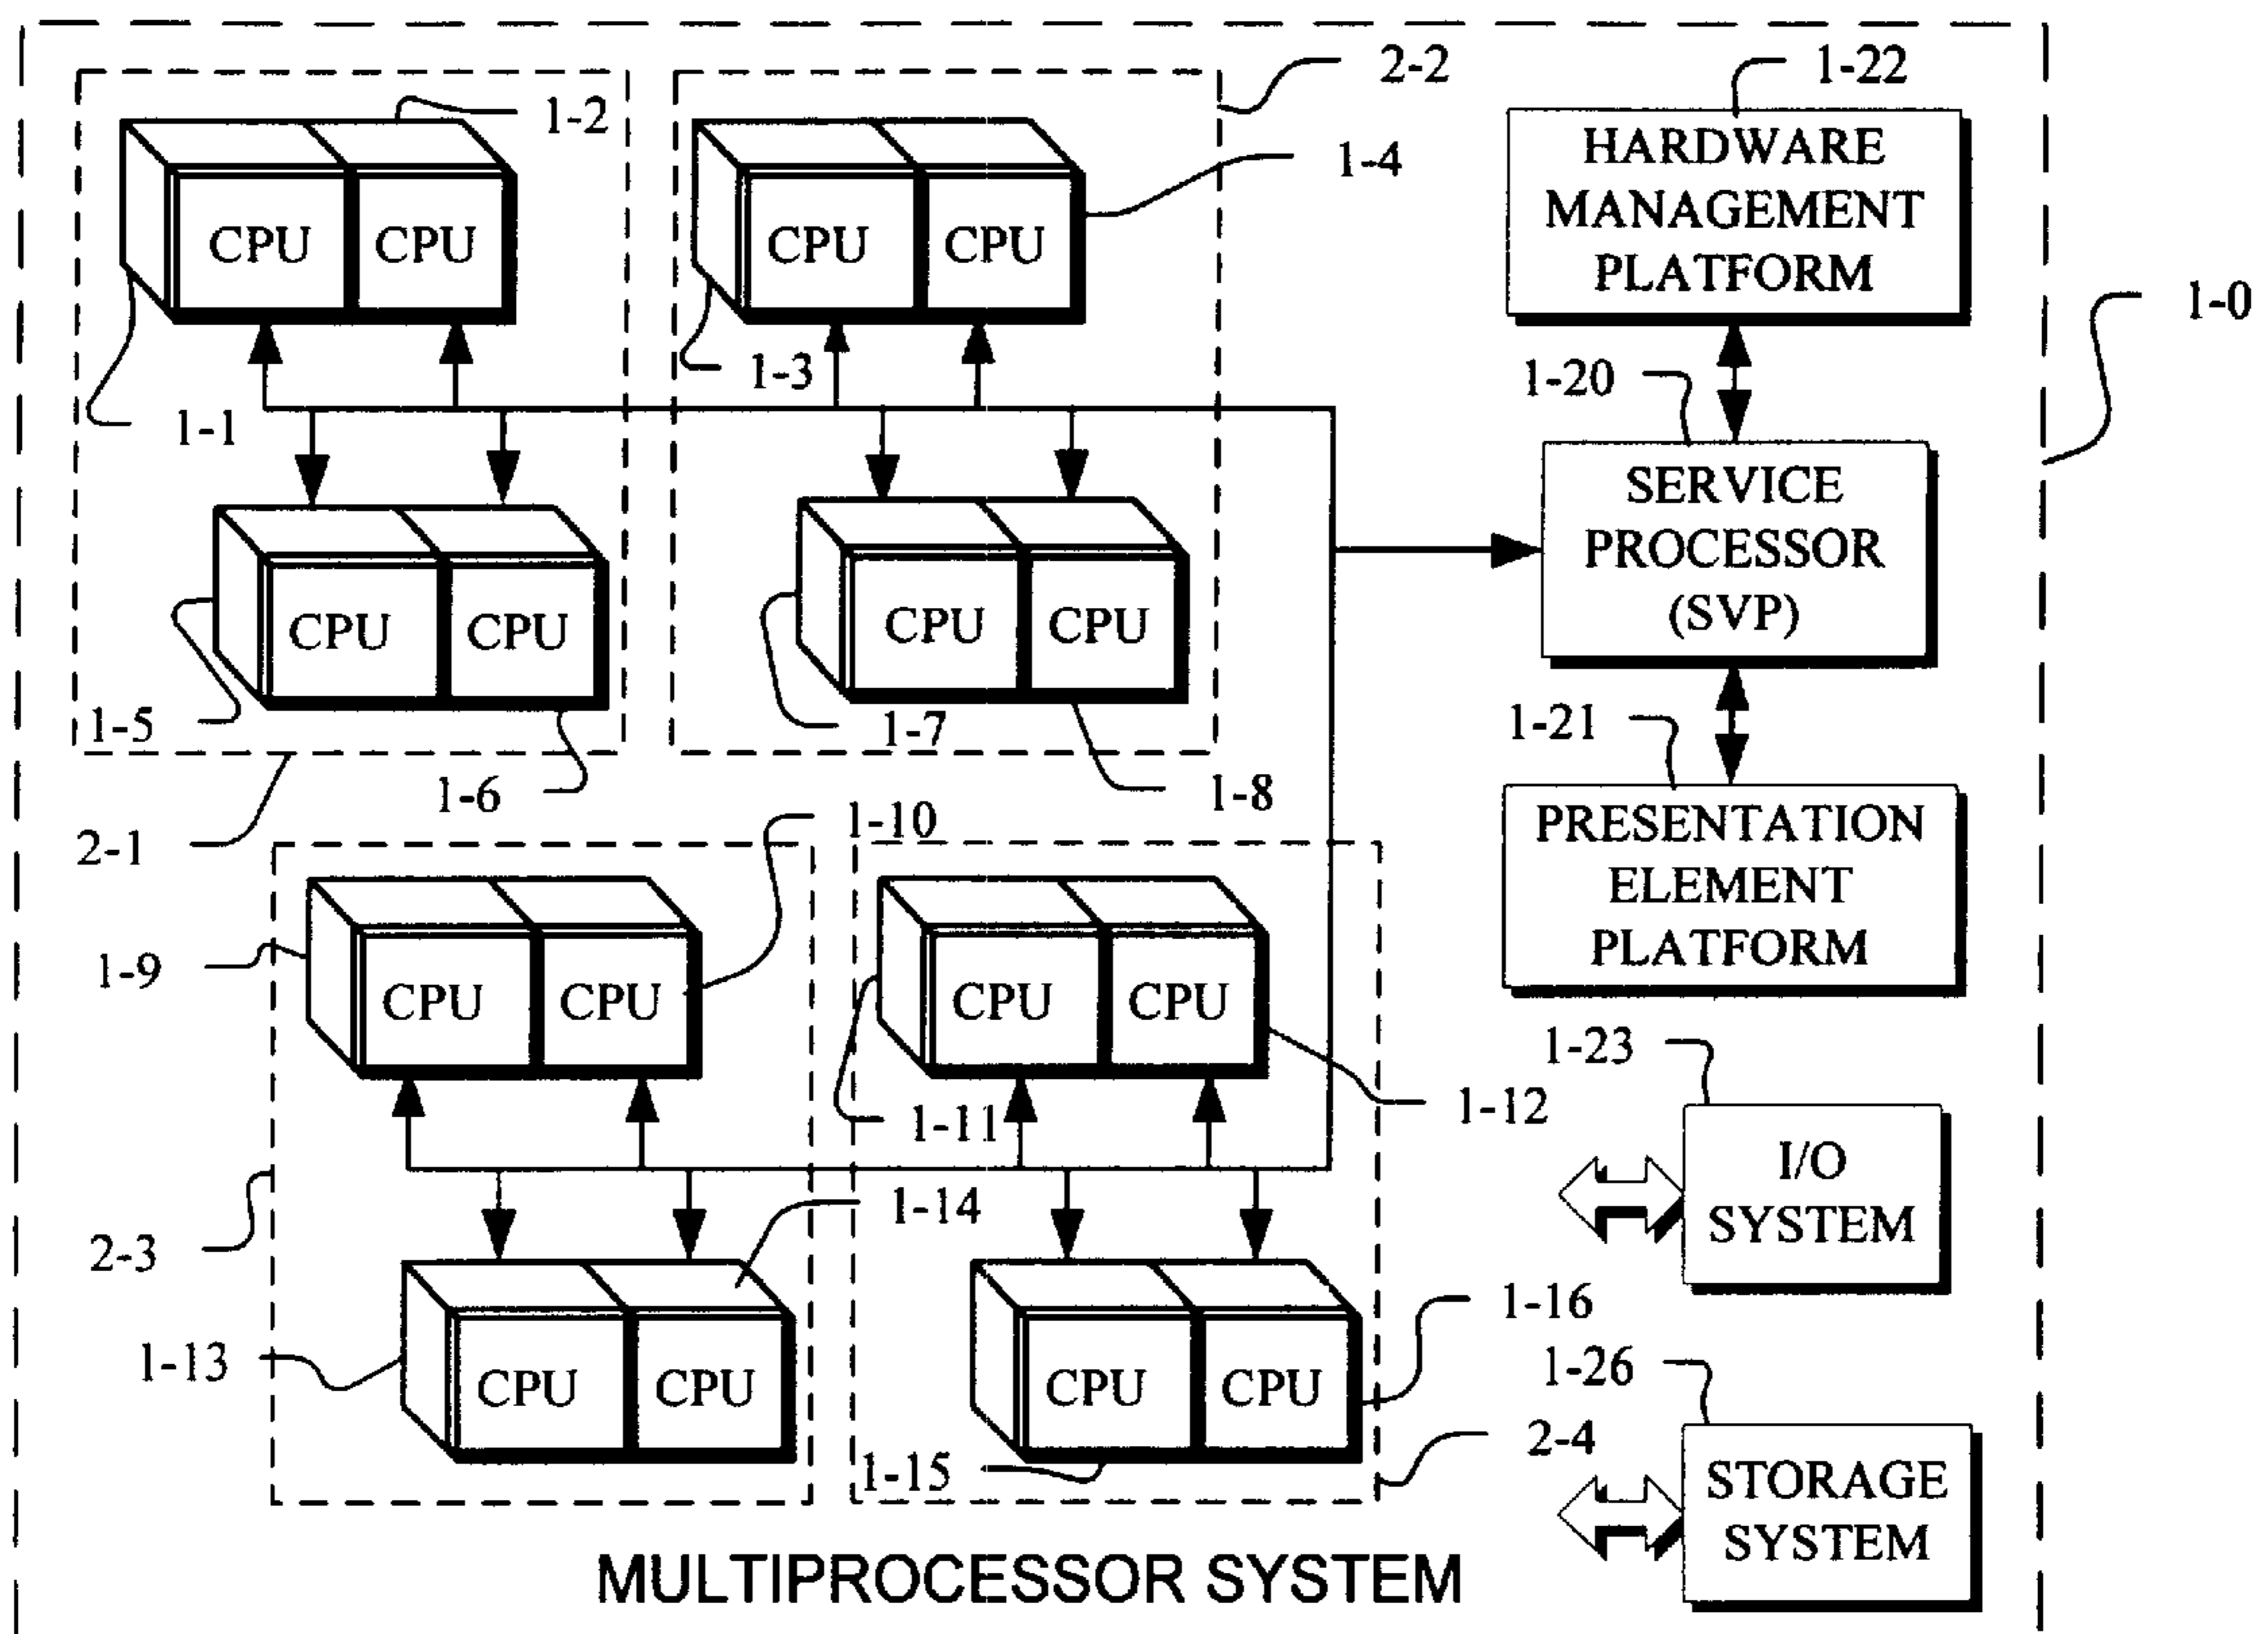 2-2
1-22
1-2
1-4
HARDWARE
MANAGEMENT
PLATFORM
CPU CPU
CPU CPU
1-0
1-3
1-20
1-1
SERVICE
PROCESSOR
(SVP)
CPU CPU
CPU CPU
1-5
1-7
1-21
1-6
1-8
2-1
1-10
PRESENTATION
ELEMENT
PLATFORM
1-9
CPU CPU
CPU CPU
1-23
1-11
1-12
I/O
SYSTEM
1-14
2-3
1-16
1-13
1-26
CPU CPU
CPU CPU
2-4
1-15
STORAGE
SYSTEM
MULTIPROCESSOR SYSTEM